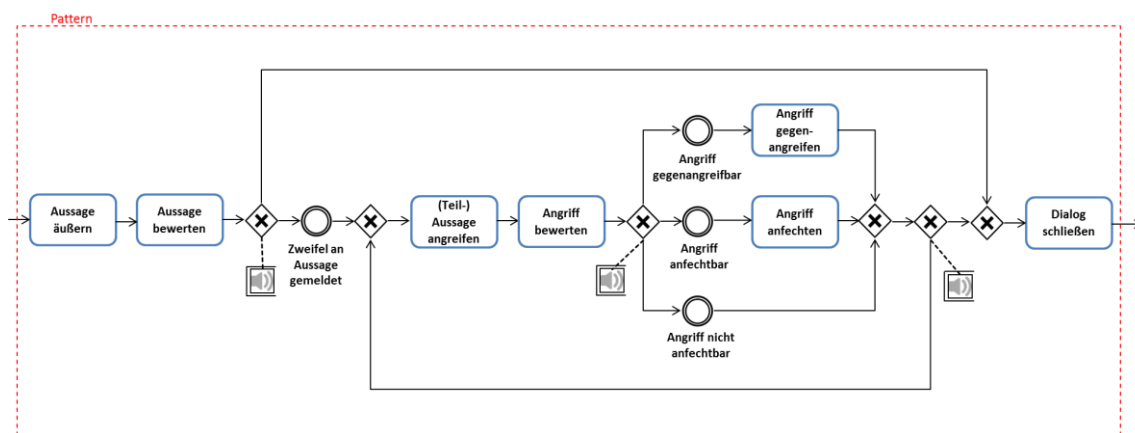 Pattern
Aussage
äußern
Aussage
bewerten
Zweifel an
Aussage
gemeldet
(Teil-)
Aussage
angreifen
Angriff
bewerten
Angriff
gegenangreifbar
Angriff
gegen-
angreifen
Angriff
anfechtbar
Angriff
anfechten
Angriff nicht
anfechtbar
Dialog
schließen